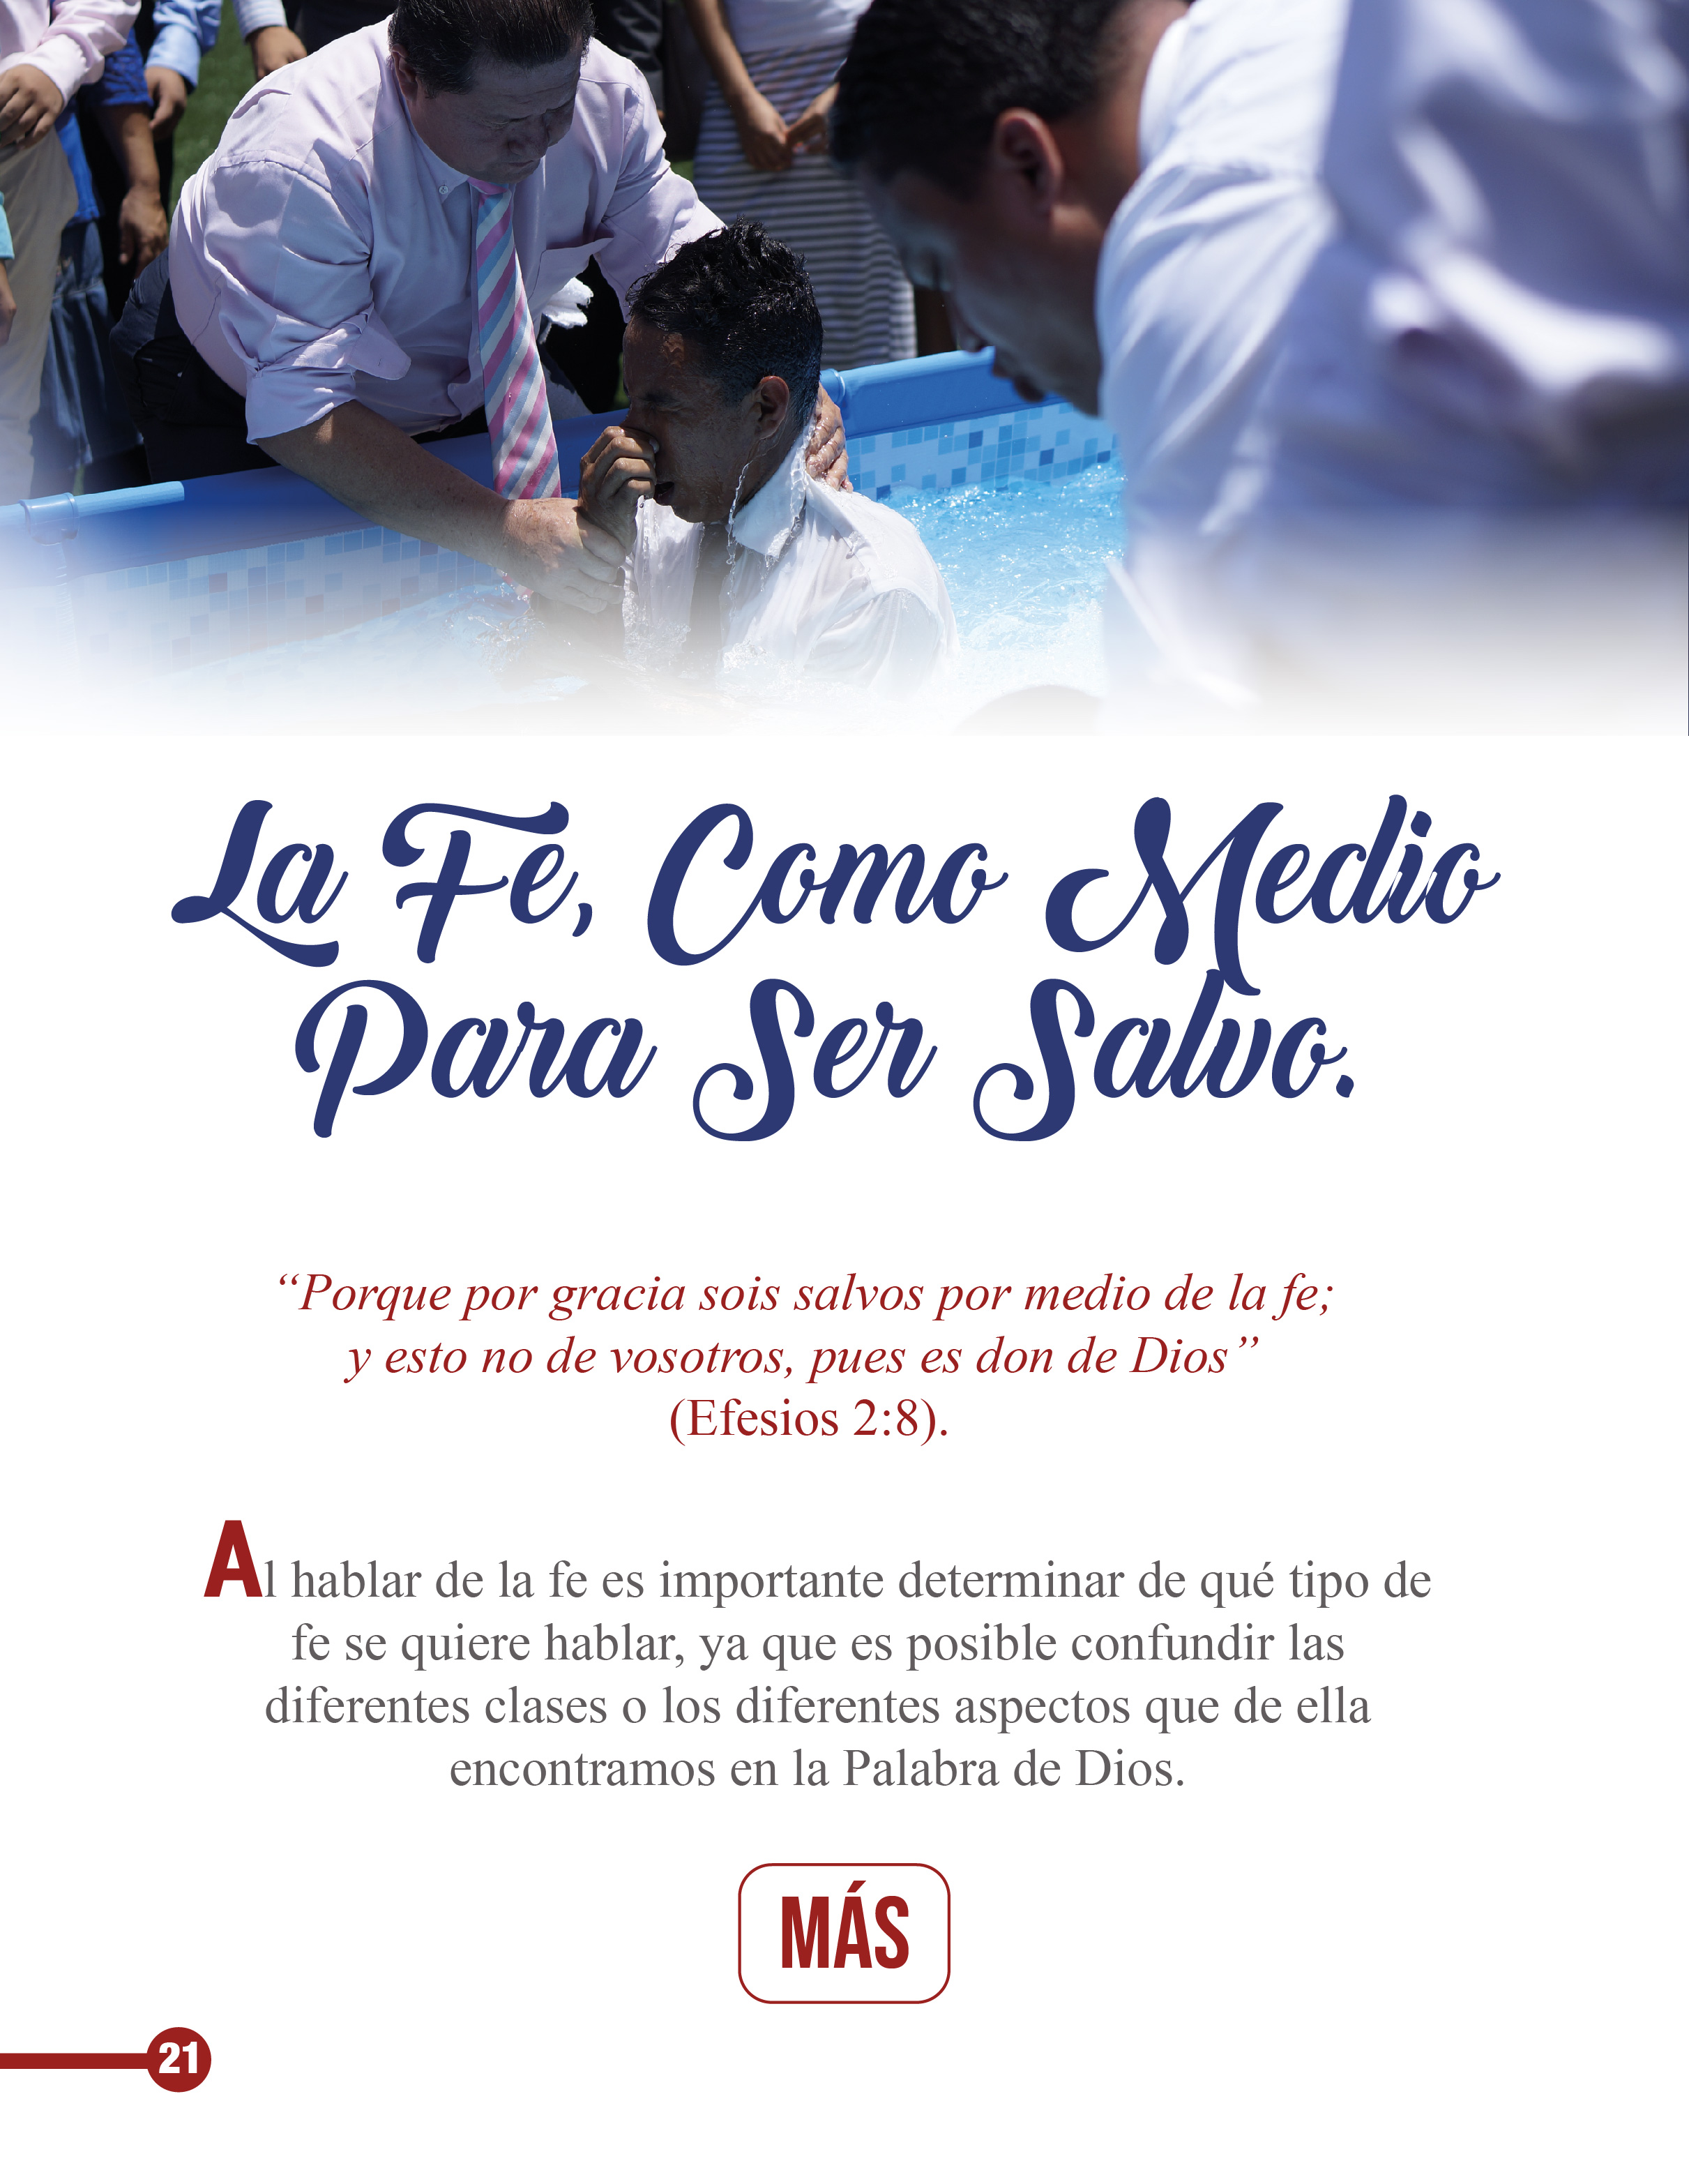 La Fe, Como Medio
Para Ser Salvo.
“Porque por gracia sois salvos por medio de la fe;
y esto no de vosotros, pues es don de Dios”
(Efesios 2:8).
Al hablar de la fe es importante determinar de qué tipo de
fe se quiere hablar, ya que es posible confundir las
diferentes clases o los diferentes aspectos que de ella
encontramos en la Palabra de Dios.
MÁS
21